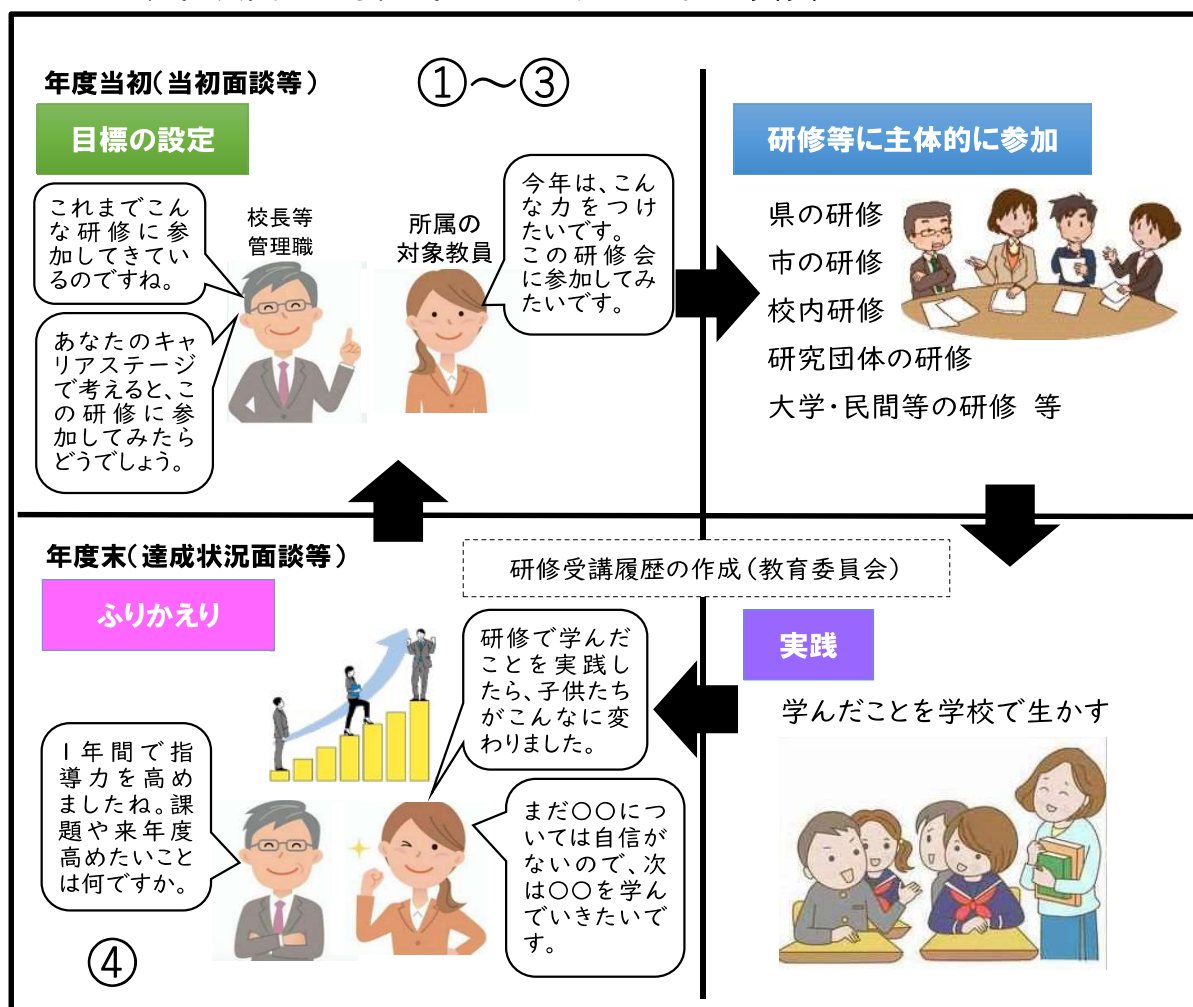 年度当初(当初面談等)
①~③
目標の設定
これまでこん
な研修に参
加してきてい
るのですね。
あなたのキャ
リアステージ
で考えると、こ
の研修に参
加してみたら
どうでしょう。
校長等
管理職
所属の
対象教員
今年は、こん
な力をつけ
たいです。
この研修会
に参加してみ
たいです。
研修等に主体的に参加
県の研修
市の研修
校内研修
研究団体の研修
大学・民間等の研修 等
研修受講履歴の作成(教育委員会)
実践
学んだことを学校で生かす
年度末(達成状況面談等)
ふりかえり
研修で学んだ
ことを実践し
たら、子供たち
がこんなに変
わりました。
1年間で指
導力を高め
ましたね。課
題や来年度
高めたいこと
は何ですか。
まだ〇〇につ
いては自信が
ないので、次
は〇〇を学ん
でいきたいで
す。
④